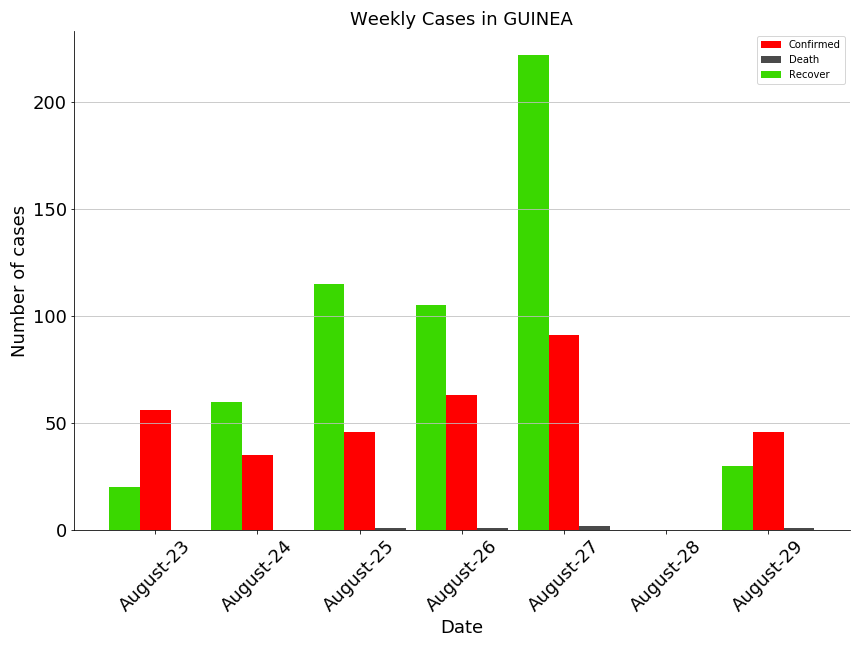 Weekly Cases in GUINEA
Confirmed
Death
Recover
Number of cases
200
150
100
50
0
August-23
August-24
August-25
August-26
August-27
August-28
August-29
Date